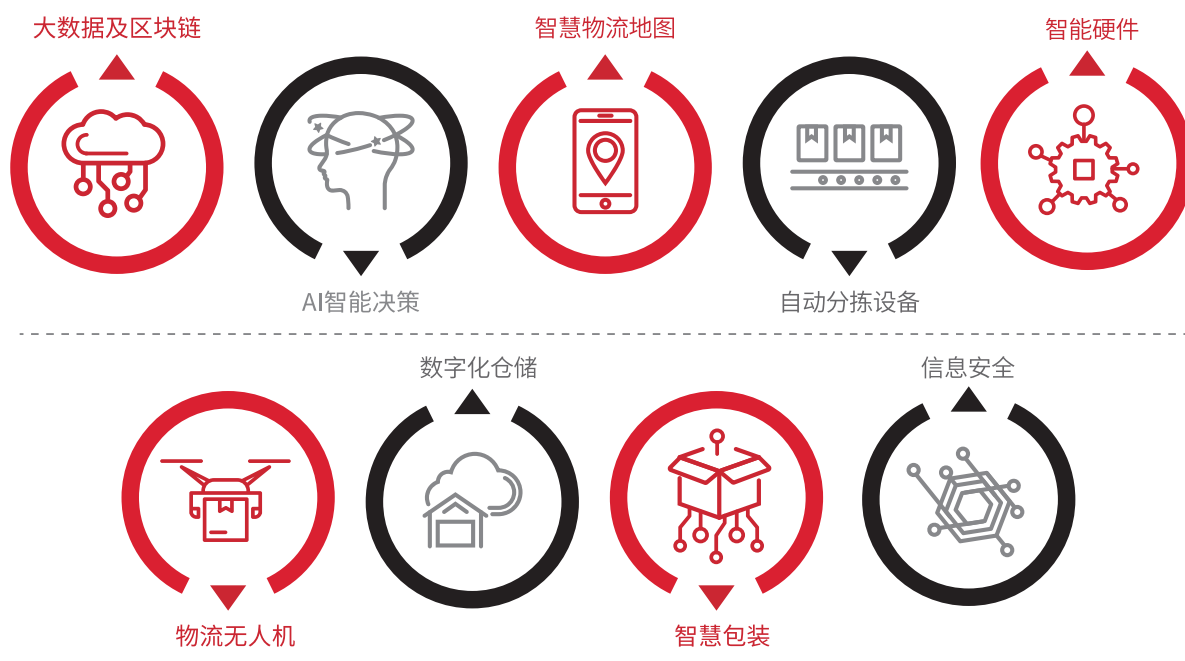 大数据及区块链
智慧物流地图
智能硬件
AI智能决策
自动分拣设备
数字化仓储
信息安全
物流无人机
智慧包装